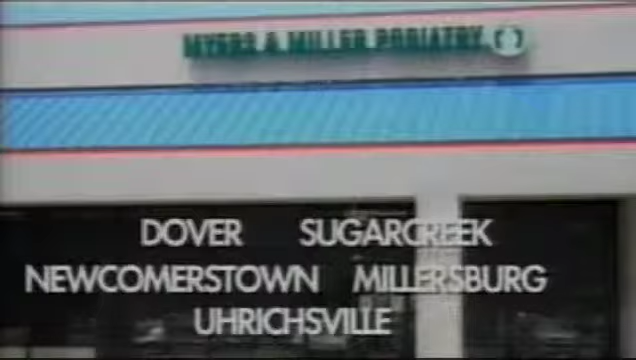 MYERS & MILLER PODIATRY
DOVER SUGARCREEK
NEWCOMERSTOWN MILLERSBURG
UHRICHSVILLE